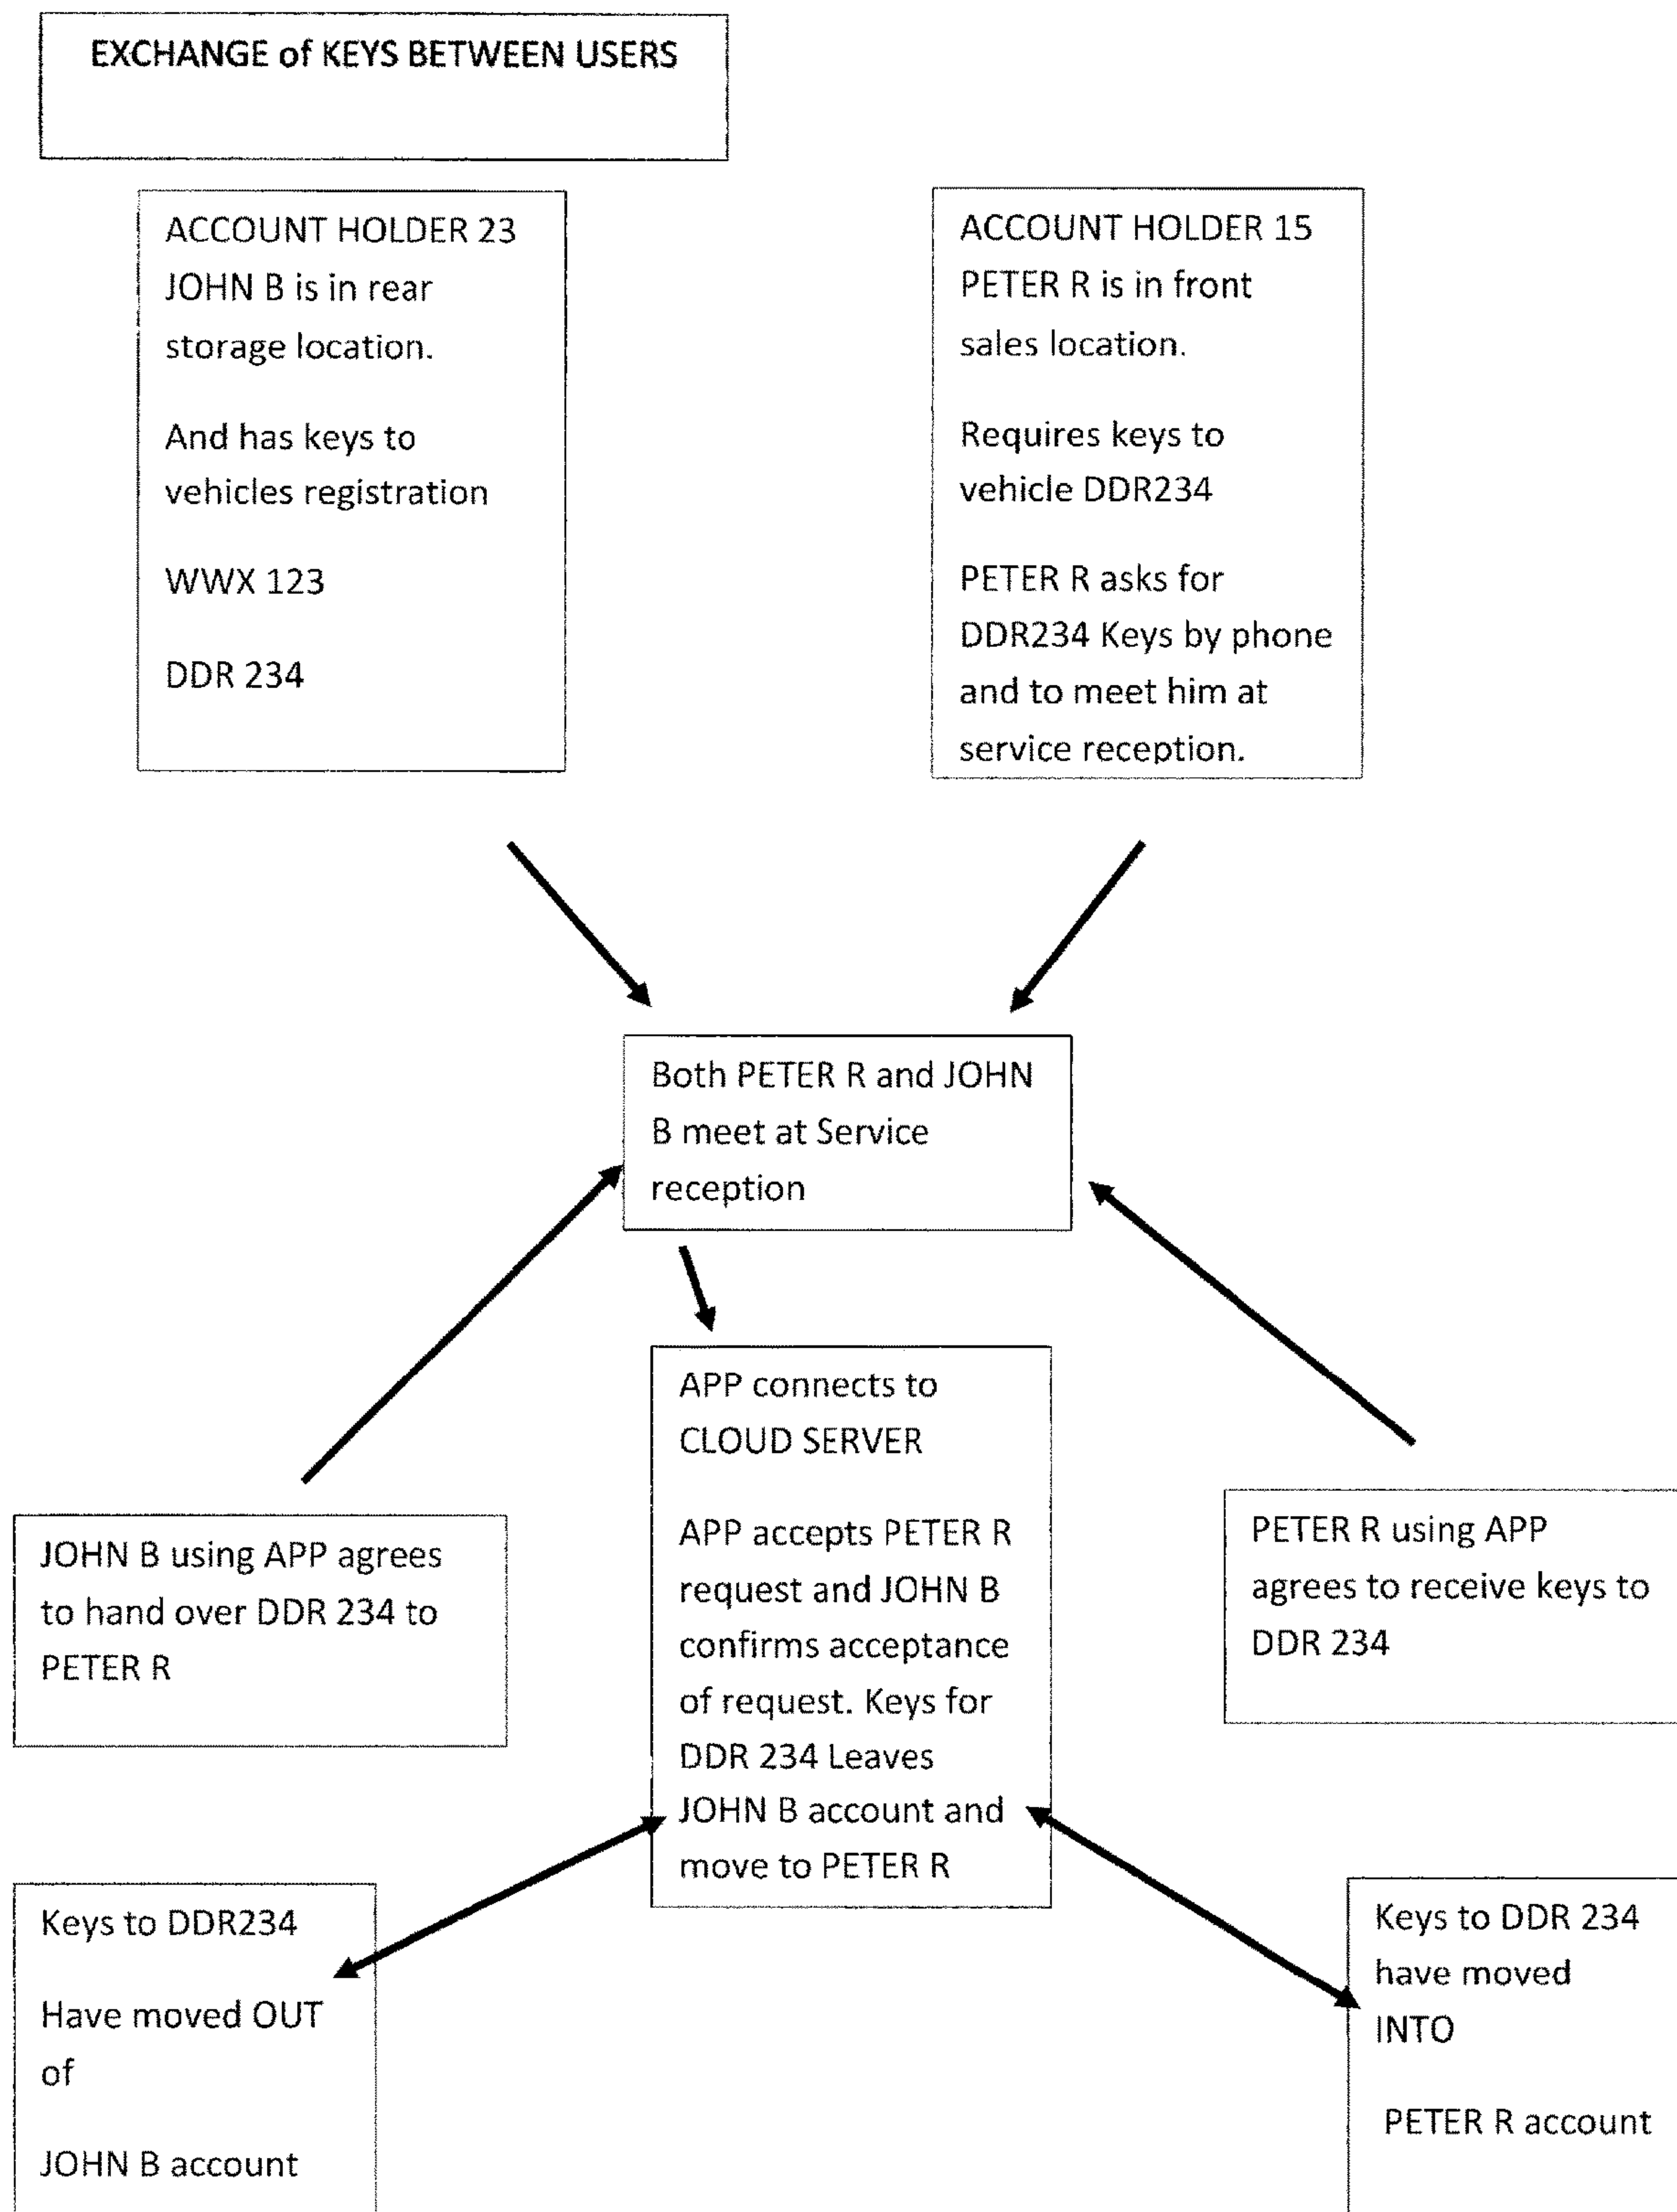 EXCHANGE of KEYS BETWEEN USERS
ACCOUNT HOLDER 23
JOHN B is in rear
storage location.
And has keys to
vehicles registration
WWX 123
DDR 234
ACCOUNT HOLDER 15
PETER R is in front
sales location.
Requires keys to
vehicle DDR234
PETER R asks for
DDR234 Keys by phone
and to meet him at
service reception.
Both PETER R and JOHN
B meet at Service
reception
JOHN B using APP agrees
to hand over DDR 234 to
PETER R
APP connects to
CLOUD SERVER
APP accepts PETER R
request and JOHN B
confirms acceptance
of request. Keys for
DDR 234 Leaves
JOHN B account and
move to PETER R
PETER R using APP
agrees to receive keys to
DDR 234
Keys to DDR234
Have moved OUT
of
JOHN B account
Keys to DDR 234
have moved
INTO
PETER R account